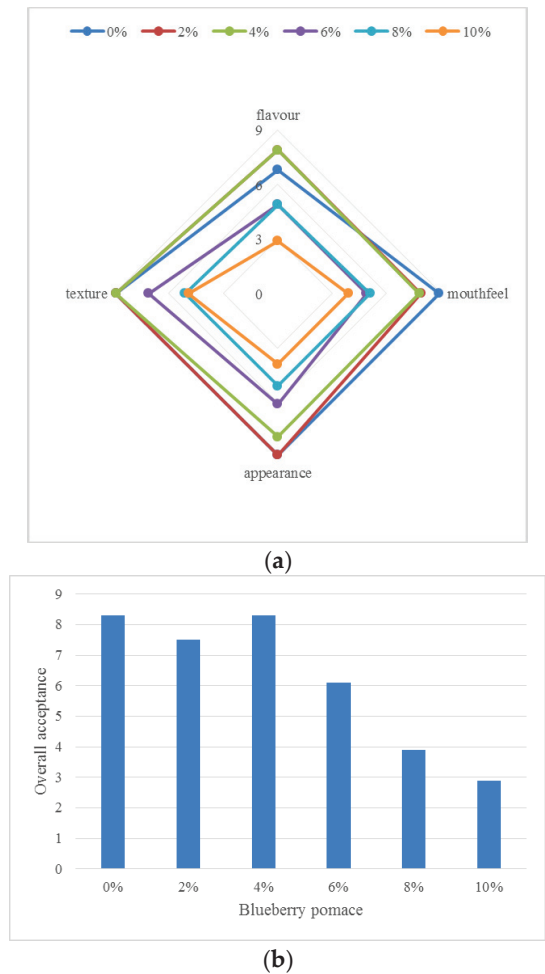 0% 2% 4% 6% 8% 10%
flavour
9
6
3
0
texture
mouthfeel
appearance
(a)
9
8
7
6
5
4
3
2
1
0
Overall acceptance
0% 2% 4% 6% 8% 10%
Blueberry pomace
(b)